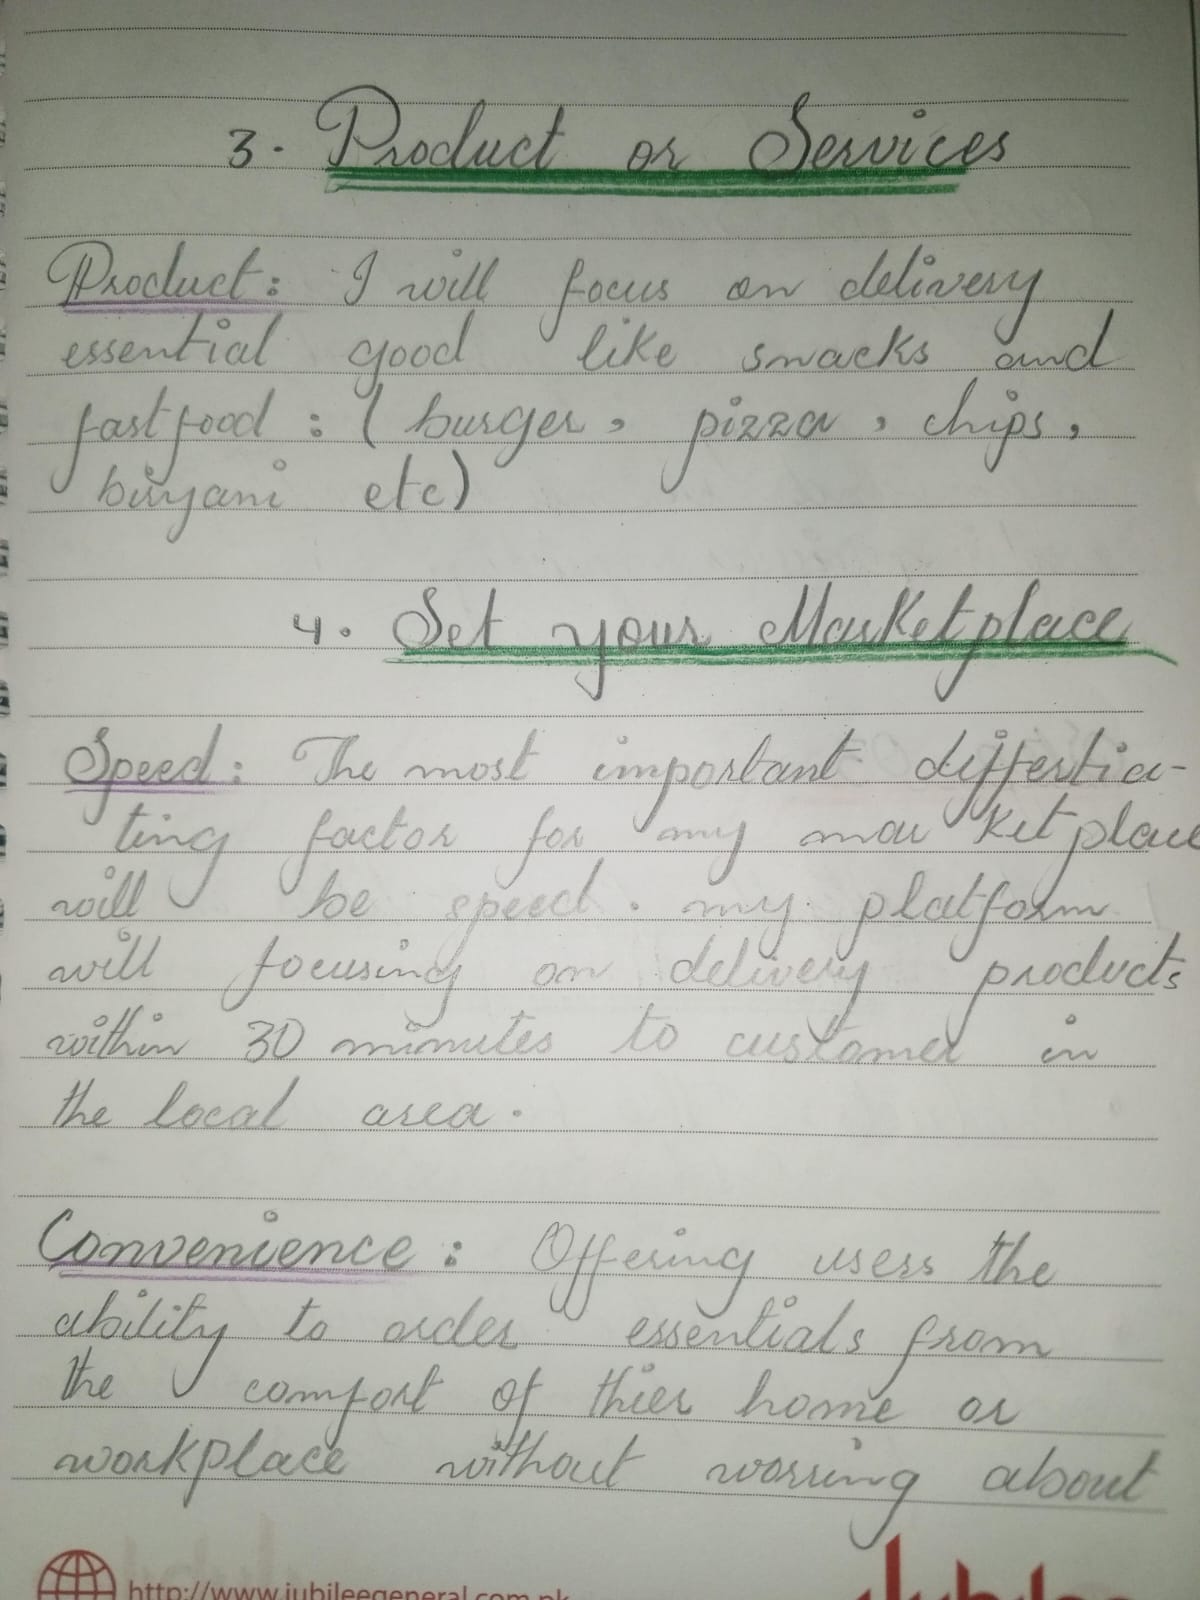 3. Product or Services
Product: I will focus on delivery
essential good like snacks and
fastfood : ( burger, pizza, chips,
biryani etc)
4. Set your Marketplace
Speed: The most important differtia-
ting factor for my marketplace
will be speed. my platform
will focusing on delivery products
within 30 minutes to customer in
the local area.
Convenience: Offering users the
ability to order essentials from
the comfort of thier home or
workplace without worring about
http://www.jubileegeneral.com.pk